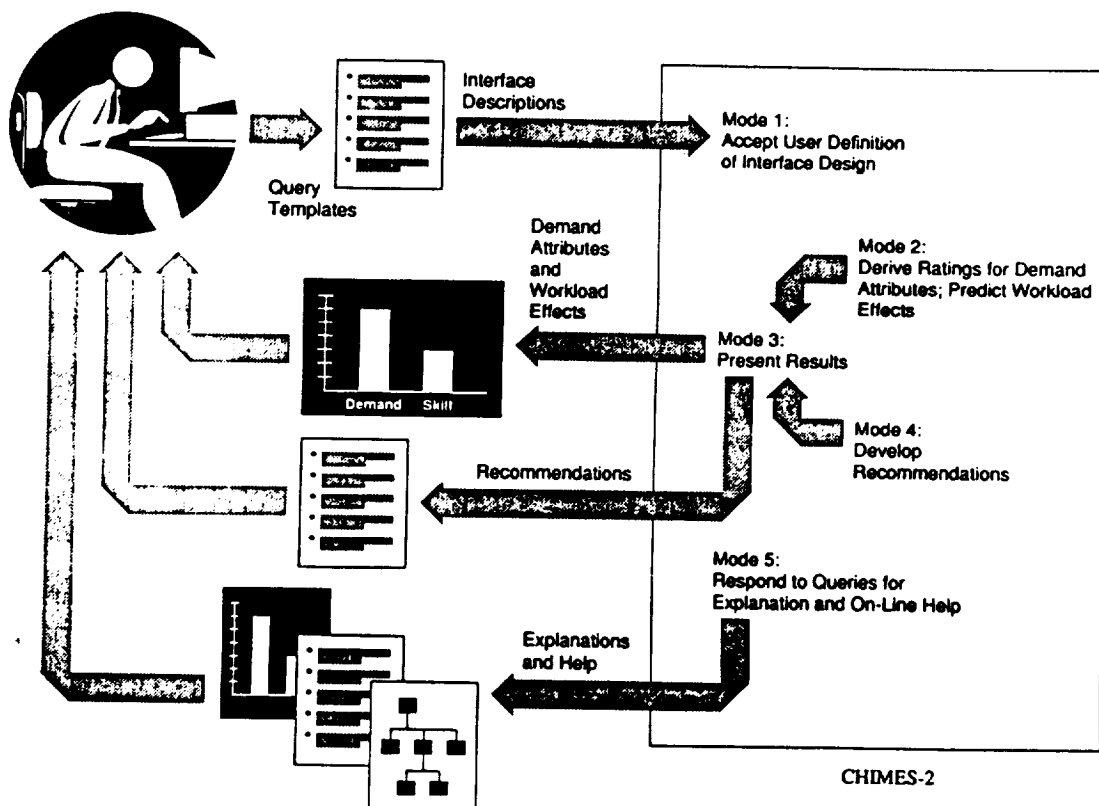 Interface
Descriptions
Mode 1:
Accept User Definition
of Interface Design
Query
Templates
Demand
Attributes
and
Workload
Effects
Mode 2:
Derive Ratings for Demand
Attributes; Predict Workload
Effects
Mode 3:
Present Results
Demand Skill
Mode 4:
Develop
Recommendations
Recommendations
Mode 5:
Respond to Queries for
Explanation and On-Line Help
Explanations
and Help
CHIMES-2